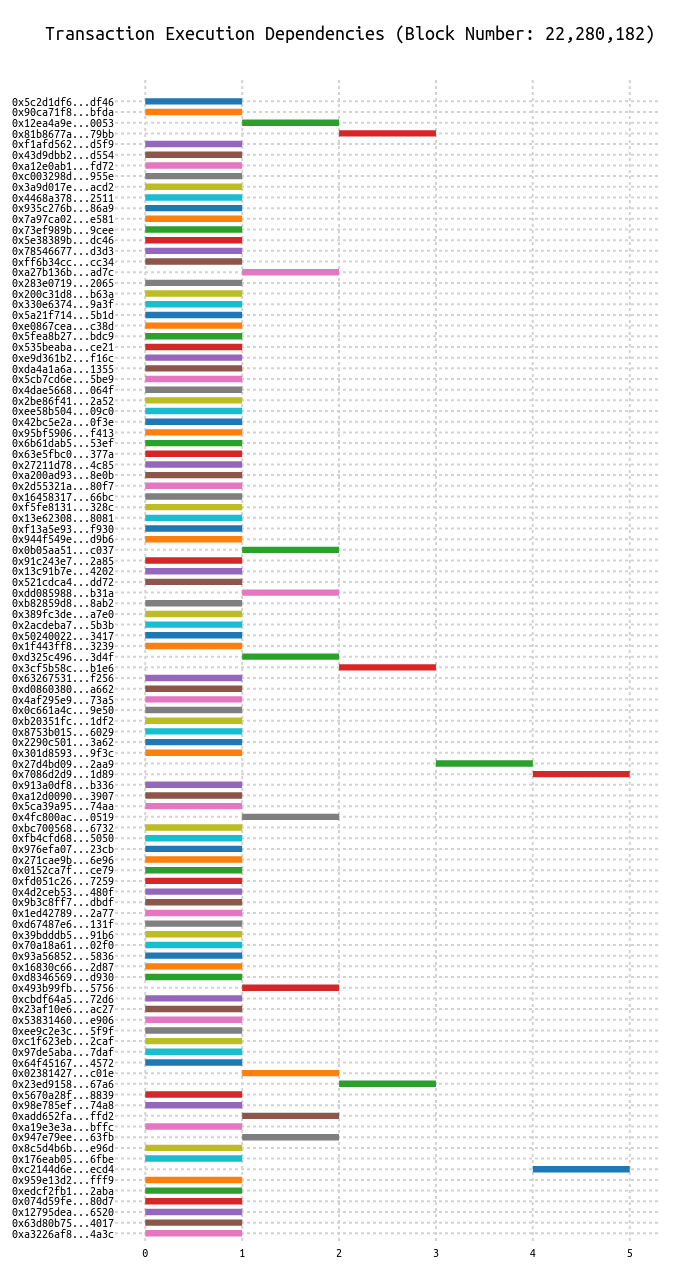 Transaction Execution Dependencies (Block Number: 22,280,182)
0x5c2d1df6...df46
0x90ca71f8...bfda
0x12ea4a9e...0053
0x81b8677a...79bb
0xf1afd562...d5f9
0x43d9dbb2...d554
0xa12e0ab1...fd72
0xc003298d...955e
0x3a9d017e...acd2
0x4468a378...2511
0x935c276b...86a9
0x7a97ca02...e581
0x73ef989b...9cee
0x5e38389b...dc46
0x78546677...d3d3
0xff6b34cc...cc34
0xa27b136b...ad7c
0x283e0719...2065
0x200c31d8...b63a
0x330e6374...9a3f
0x5a21f714...5b1d
0xe0867cea...c38d
0x5fea8b27...bdc9
0x535beaba...ce21
0xe9d361b2...f16c
0xda4a1a6a...1355
0x5cb7cd6e...5be9
0x4dae5668...064f
0x2be86f41...2a52
0xee58b504...09c0
0x42bc5e2a...0f3e
0x95bf5906...f413
0x6b61dab5...53ef
0x63e5fbc0...377a
0x27211d78...4c85
0xa200ad93...8e0b
0x2d55321a...80f7
0x16458317...66bc
0xf5fe8131...328c
0x13e62308...8081
0xf13a5e93...f930
0x944f549e...d9b6
0x0b05aa51...c037
0x91c243e7...2a85
0x13c91b7e...4202
0x521cdca4...dd72
0xdd085988...b31a
0xb82859d8...8ab2
0x389fc3de...a7e0
0x2acdeba7...5b3b
0x50240022...3417
0x1f443ff8...3239
0xd325c496...3d4f
0x3cf5b58c...b1e6
0x63267531...f256
0xd0860380...a662
0x4af295e9...73a5
0x0c661a4c...9e50
0xb20351fc...1df2
0x8753b015...6029
0x2290c501...3a62
0x301d8593...9f3c
0x27d4bd09...2aa9
0x7086d2d9...1d89
0x913a0df8...b336
0xa12d0090...3907
0x5ca39a95...74aa
0x4fc800ac...0519
0xbc700568...6732
0xfb4cfd68...5050
0x976efa07...23cb
0x271cae9b...6e96
0x0152ca7f...ce79
0xfd051c26...7259
0x4d2ceb53...480f
0x9b3c8ff7...dbdf
0x1ed42789...2a77
0xd67487e6...131f
0x39bdddb5...91b6
0x70a18a61...02f0
0x93a56852...5836
0x16830c66...2d87
0xd8346569...d930
0x493b99fb...5756
0xcbdf64a5...72d6
0x23af10e6...ac27
0x53831460...e906
0xee9c2e3c...5f9f
0xc1f623eb...2caf
0x97de5aba...7daf
0x64f45167...4572
0x02381427...c01e
0x23ed9158...67a6
0x5670a28f...8839
0x98e785ef...74a8
0xadd652fa...ffd2
0xa19e3e3a...bffc
0x947e79ee...63fb
0x8c5d4b6b...e96d
0x176eab05...6fbe
0xc2144d6e...ecd4
0x959e13d2...fff9
0xedcf2fb1...2aba
0x074d59fe...80d7
0x12795dea...6520
0x63d80b75...4017
0xa3226af8...4a3c
0 1 2 3 4 5